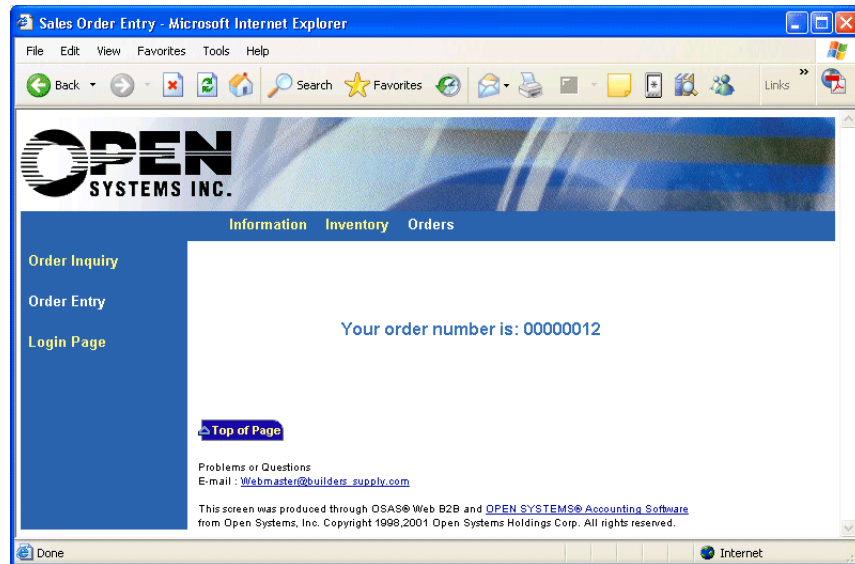 Sales Order Entry - Microsoft Internet Explorer
File Edit View Favorites Tools Help
Back Search Favorites Links »
OPEN
SYSTEMS INC.
Information Inventory Orders
Order Inquiry
Order Entry
Login Page
Your order number is: 00000012
Top of Page
Problems or Questions
E-mail : Webmaster@builders_supply.com
This screen was produced through OSAS® Web B2B and OPEN SYSTEMS® Accounting Software
from Open Systems, Inc. Copyright 1998,2001 Open Systems Holdings Corp. All rights reserved.
Done Internet